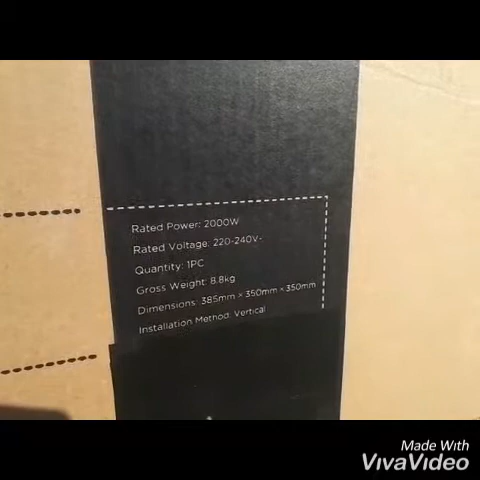 Rated Power: 2000W
Rated Voltage: 220-240V~
Quantity: 1PC
Gross Weight: 8.8kg
Dimensions: 385mm × 350mm × 350mm
Installation Method: Vertical
Made With
VivaVideo